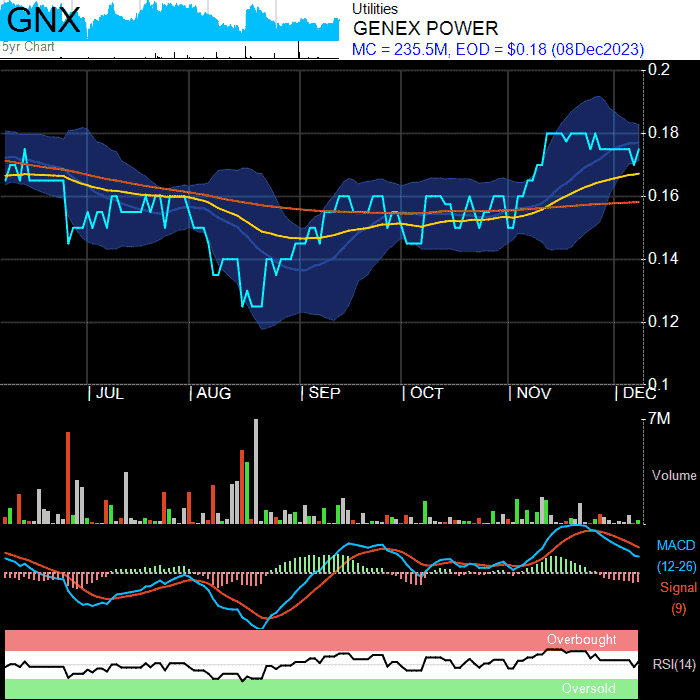 GNX
5yr Chart
Utilities
GENEX POWER
MC = 235.5M, EOD = $0.18 (08Dec2023)
0.2
0.18
0.16
0.14
0.12
0.1
| JUL | AUG | SEP | OCT | NOV | DEC
7M
Volume
MACD
(12-26)
Signal
(9)
Overbought
RSI(14)
Oversold